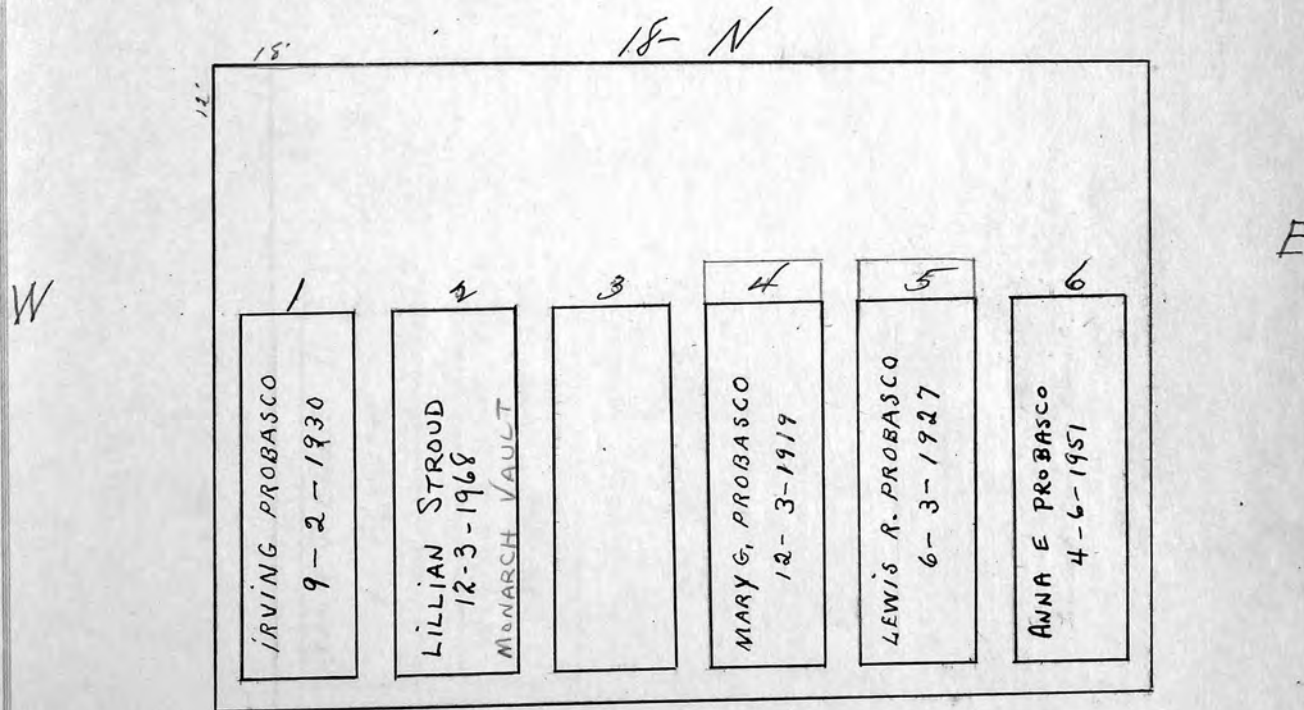 18'
18- N
12'
W
E
1
2
3
4
5
6
IRVING PROBASCO
9-2-1930
LILLIAN STROUD
12-3-1968
MONARCH VAULT
MARY G, PROBASCO
12-3-1919
LEWIS R. PROBASCO
6-3-1927
ANNA E PROBASCO
4-6-1951